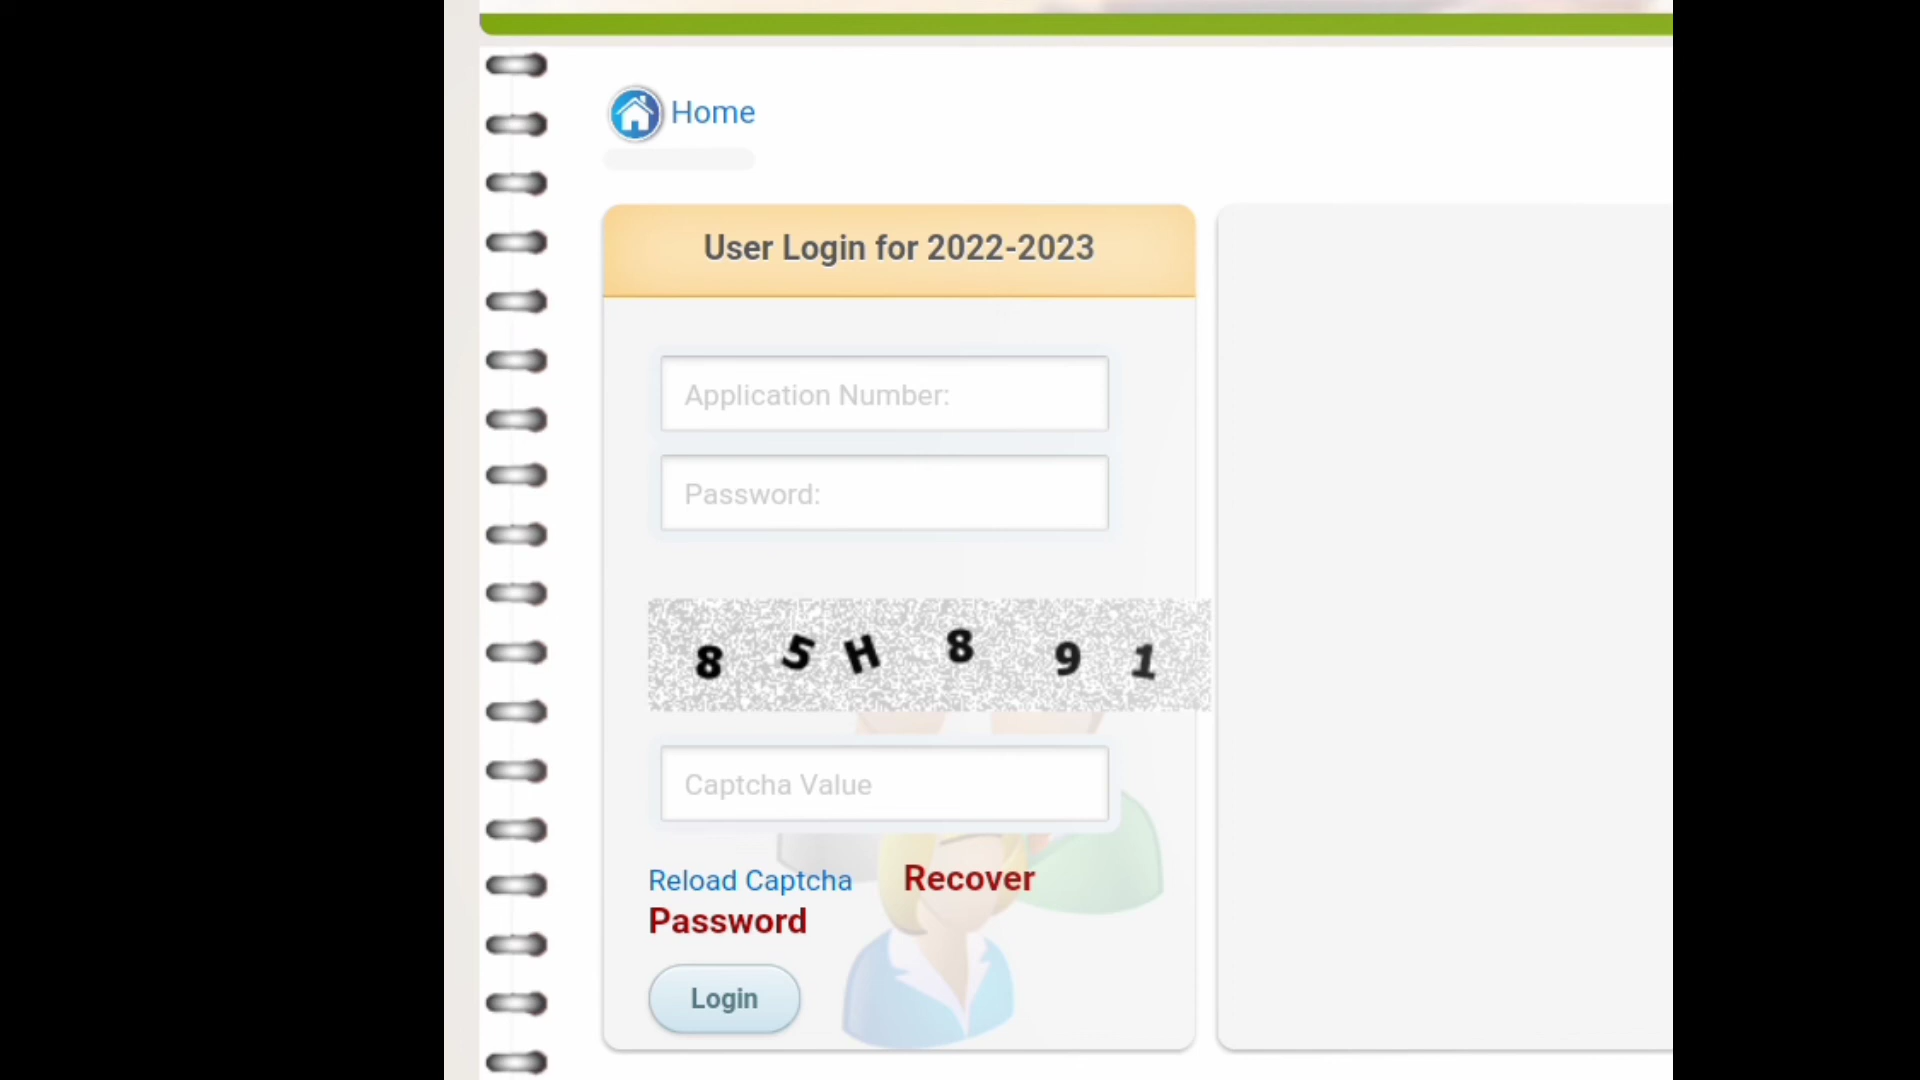 Home
User Login for 2022-2023
Application Number:
Password:
8 5 H 8 9 1
Captcha Value
Reload Captcha Recover
Password
Login